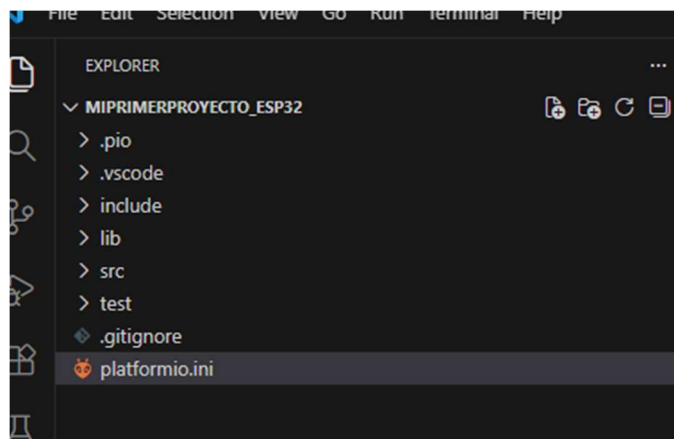 File Edit Selection View Go Run Terminal Help
EXPLORER
MIPRIMERPROYECTO_ESP32
.pio
.vscode
include
lib
src
test
.gitignore
platformio.ini